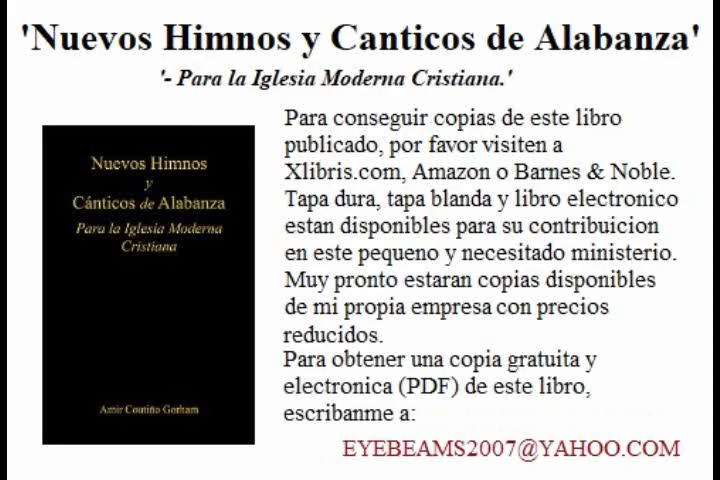 'Nuevos Himnos y Canticos de Alabanza'
'- Para la Iglesia Moderna Cristiana.'
Nuevos Himnos
y
Cánticos de Alabanza
Para la Iglesia Moderna
Cristiana
Amir Coutiño Gorham
Para conseguir copias de este libro
publicado, por favor visiten a
Xlibris.com, Amazon o Barnes & Noble.
Tapa dura, tapa blanda y libro electronico
estan disponibles para su contribuicion
en este pequeno y necesitado ministerio.
Muy pronto estaran copias disponibles
de mi propia empresa con precios
reducidos.
Para obtener una copia gratuita y
electronica (PDF) de este libro,
escribanme a:
EYEBEAMS2007@YAHOO.COM